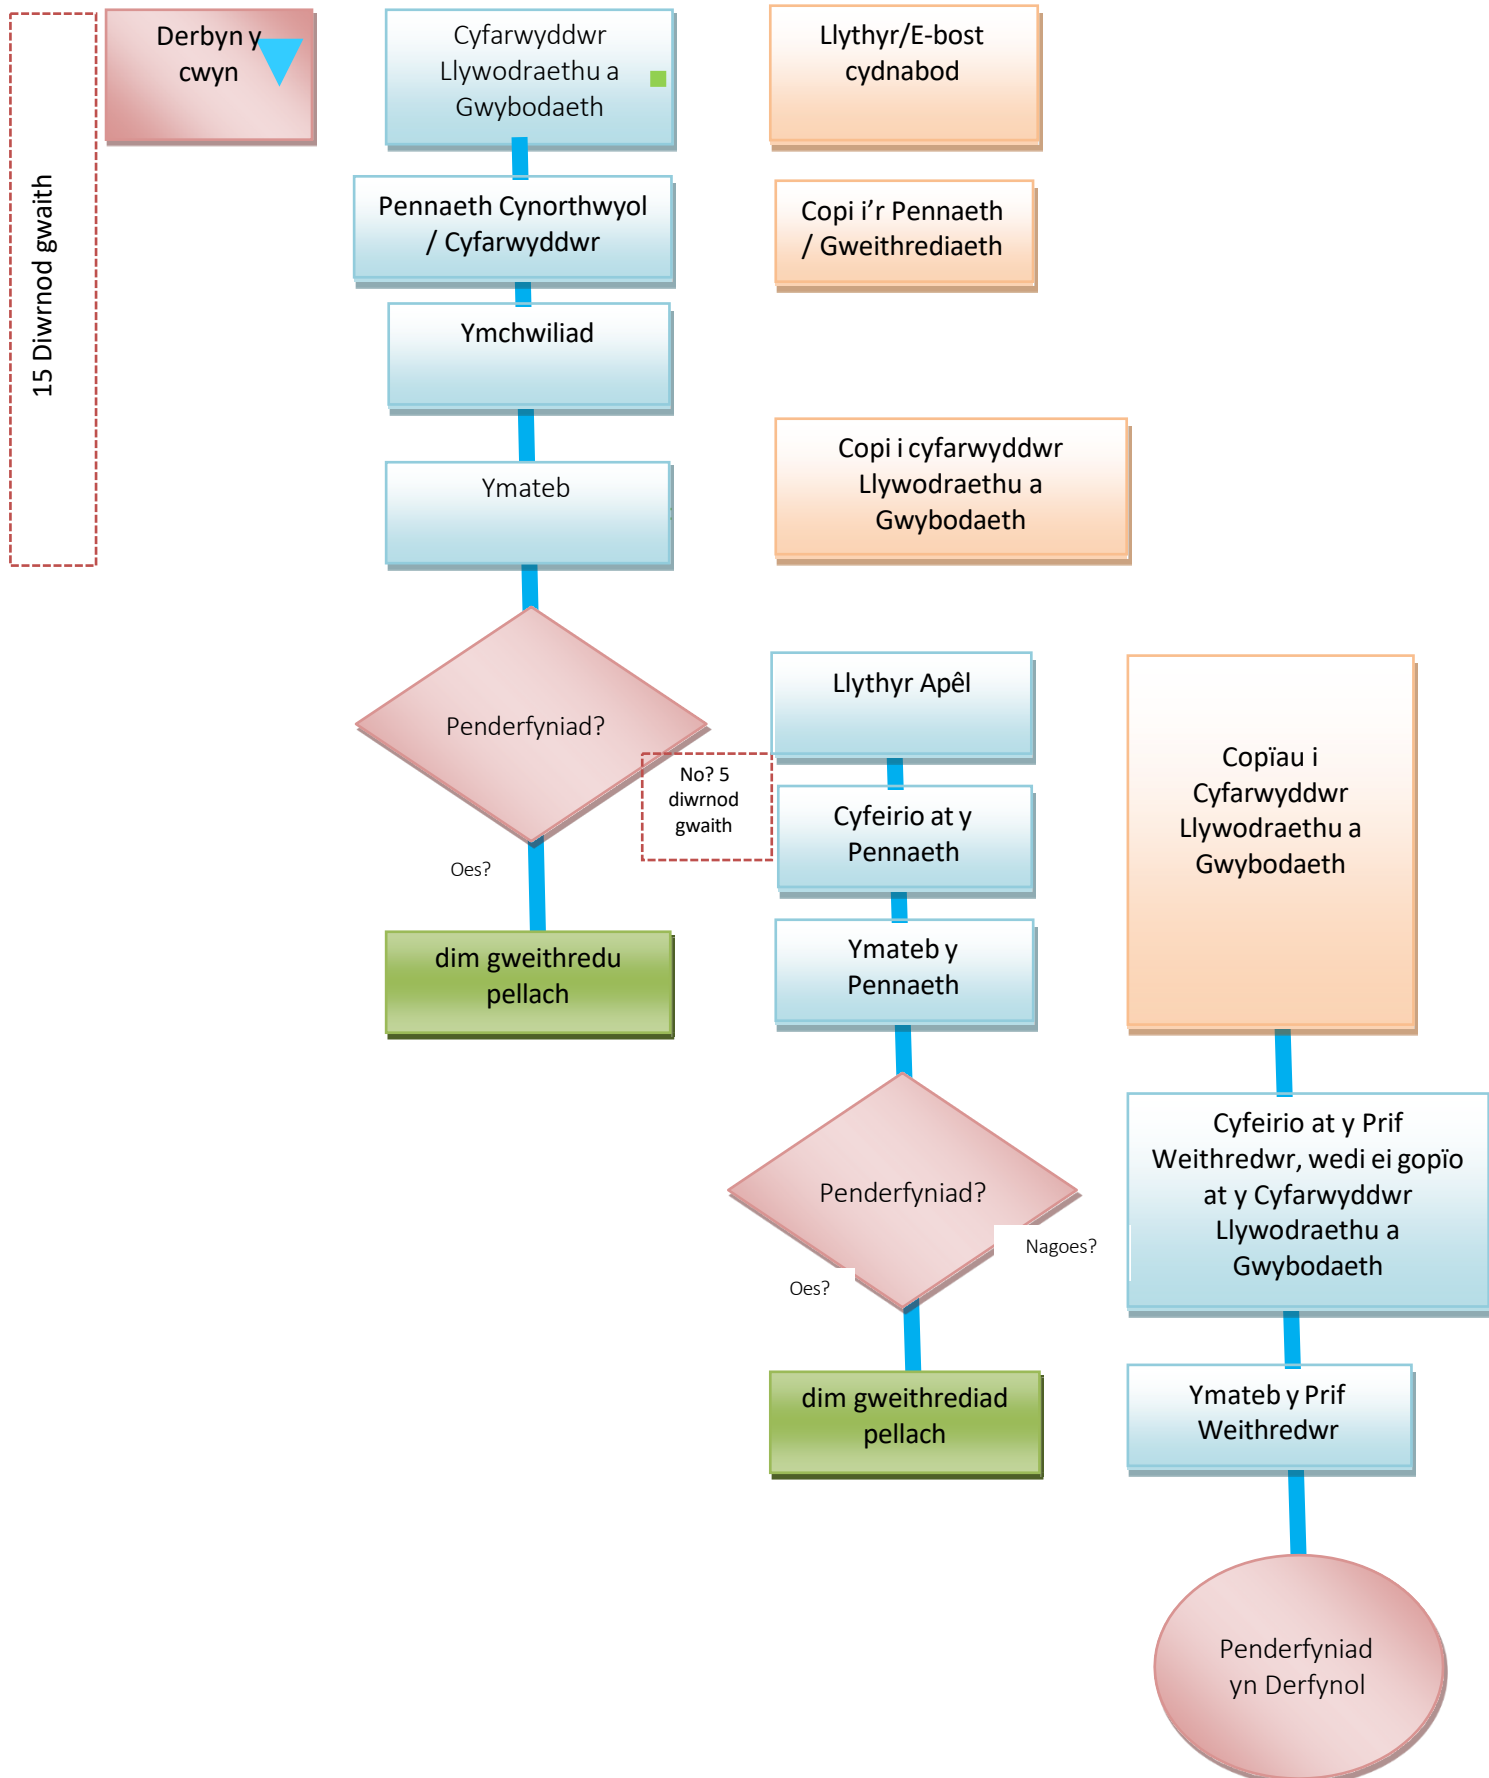 15 Diwrnod gwaith
Derbyn y
cwyn
Cyfarwyddwr
Llywodraethu a
Gwybodaeth
Llythyr/E-bost
cydnabod
Pennaeth Cynorthwyol
/ Cyfarwyddwr
Copi i’r Pennaeth
/ Gweithrediaeth
Ymchwiliad
Ymateb
Copi i cyfarwyddwr
Llywodraethu a
Gwybodaeth
Penderfyniad?
Oes?
dim gweithredu
pellach
No? 5
diwrnod
gwaith
Llythyr Apêl
Cyfeirio at y
Pennaeth
Ymateb y
Pennaeth
Penderfyniad?
Oes?
Nagoes?
dim gweithrediad
pellach
Copïau i
Cyfarwyddwr
Llywodraethu a
Gwybodaeth
Cyfeirio at y Prif
Weithredwr, wedi ei gopïo
at y Cyfarwyddwr
Llywodraethu a
Gwybodaeth
Ymateb y Prif
Weithredwr
Penderfyniad
yn Derfynol